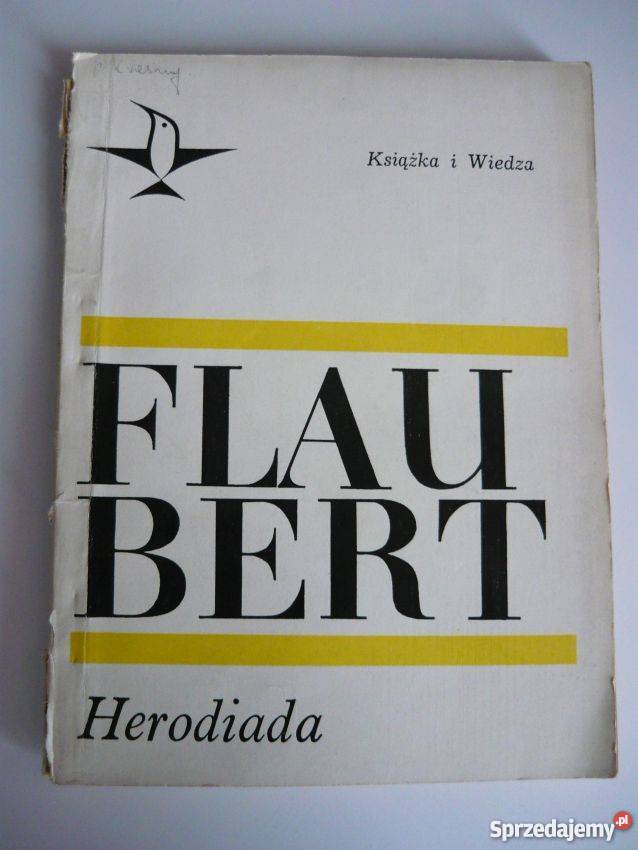 Książka i Wiedza
FLAU
BERT
Herodiada
Sprzedajemy.pl